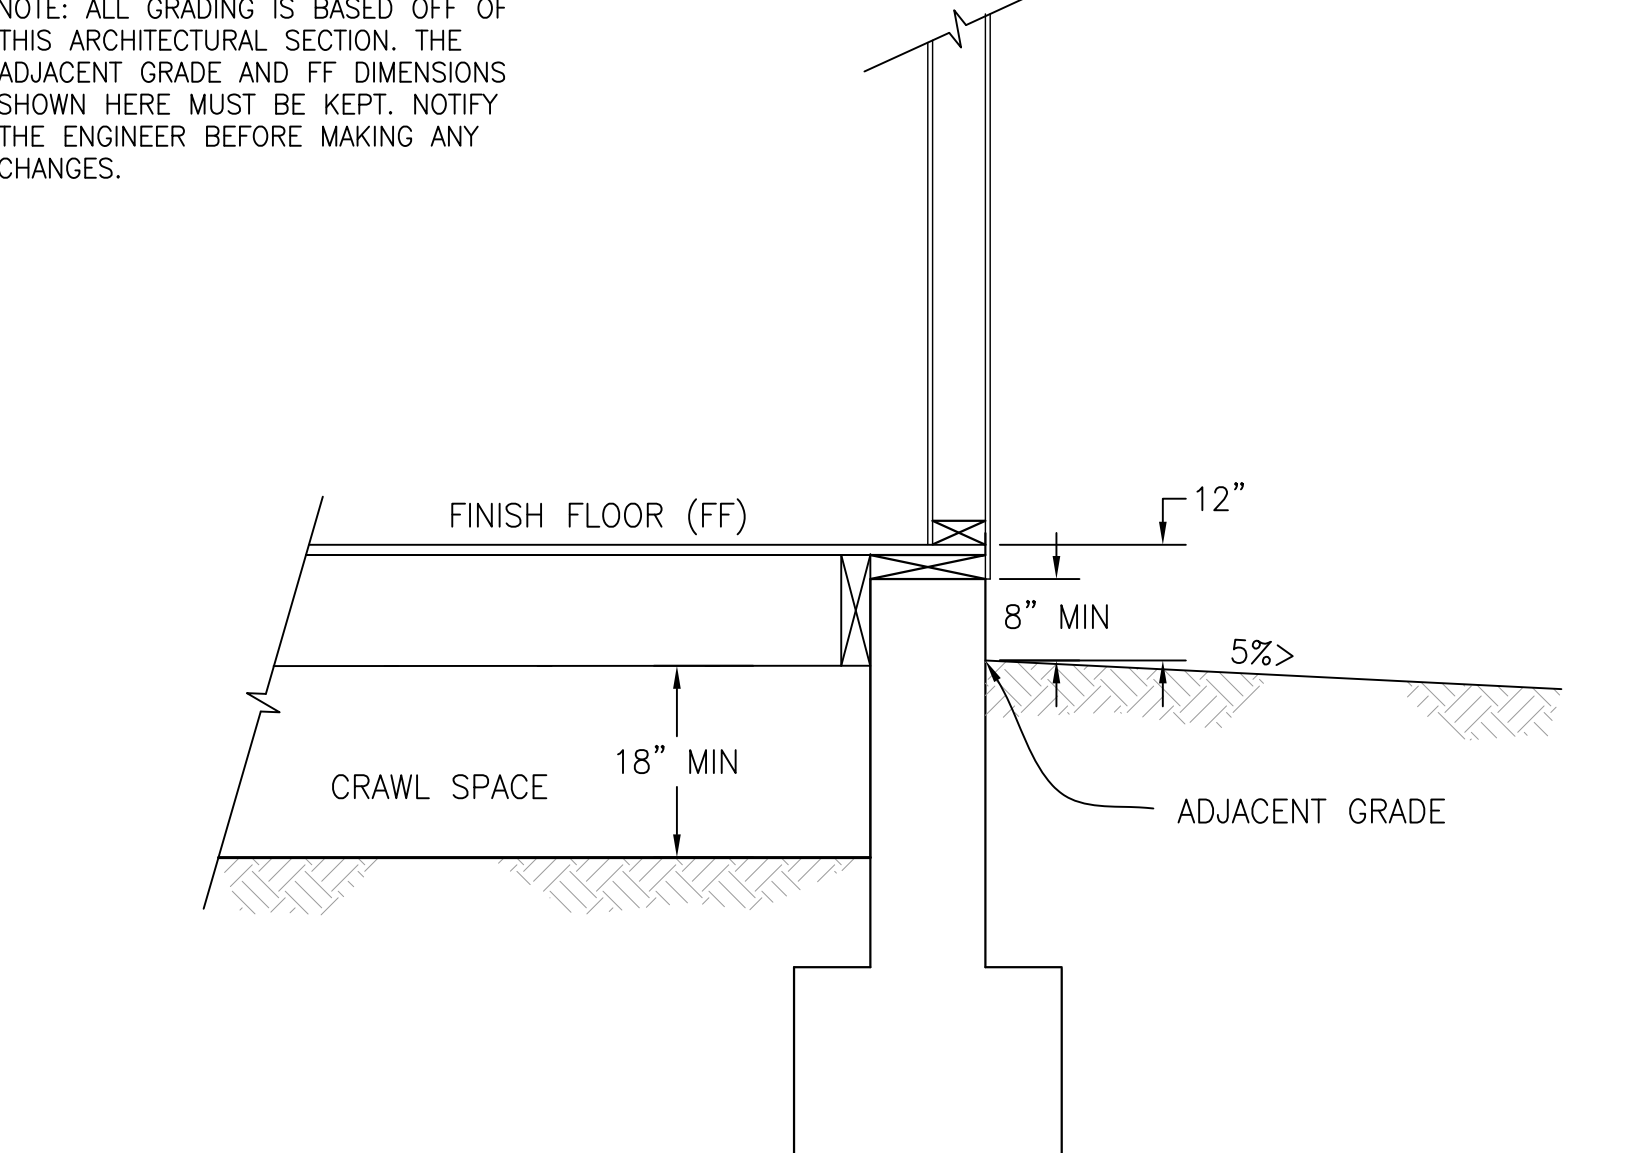 NOTE: ALL GRADING IS BASED OFF OF
THIS ARCHITECTURAL SECTION. THE
ADJACENT GRADE AND FF DIMENSIONS
SHOWN HERE MUST BE KEPT. NOTIFY
THE ENGINEER BEFORE MAKING ANY
CHANGES.
12”
FINISH FLOOR (FF)
8” MIN
5%>
18” MIN
CRAWL SPACE
ADJACENT GRADE